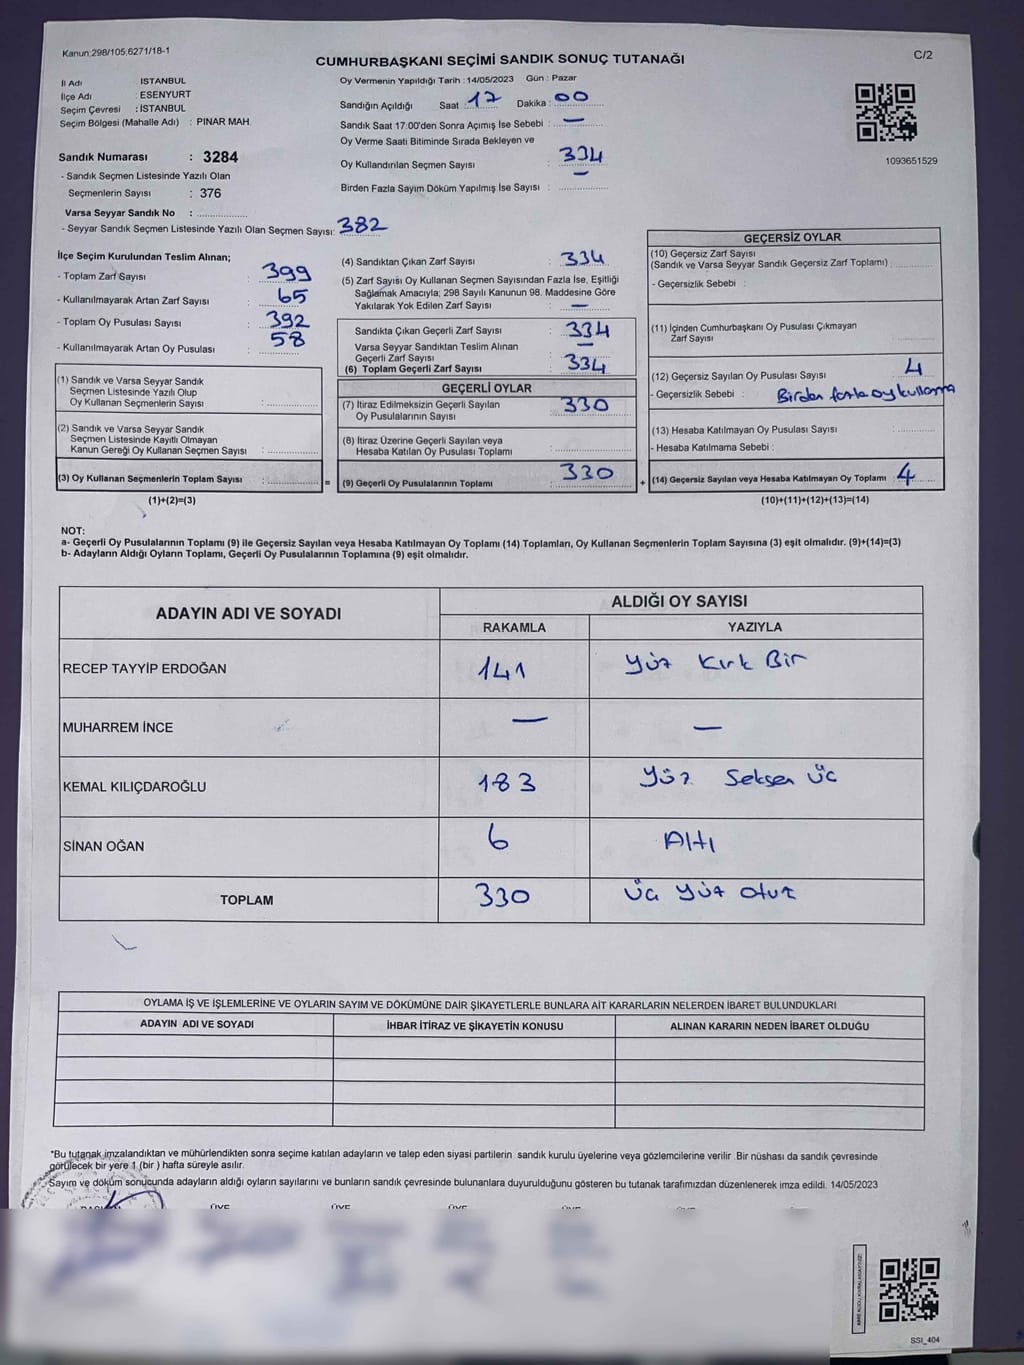 Kanun:298/105,6271/18-1
C/2
CUMHURBAŞKANI SEÇİMİ SANDIK SONUÇ TUTANAĞI
İl Adı : ISTANBUL
İlçe Adı : ESENYURT
Seçim Çevresi : İSTANBUL
Seçim Bölgesi (Mahalle Adı) : PINAR MAH.
Sandık Numarası : 3284
- Sandık Seçmen Listesinde Yazılı Olan
Seçmenlerin Sayısı : 376
Varsa Seyyar Sandık No :
- Seyyar Sandık Seçmen Listesinde Yazılı Olan Seçmen Sayısı: 382
Oy Vermenin Yapıldığı Tarih : 14/05/2023 Gün : Pazar
Sandığın Açıldığı Saat : 17 Dakika : 00
Sandık Saat 17:00'den Sonra Açımış İse Sebebi : —
Oy Verme Saati Bitiminde Sırada Bekleyen ve
Oy Kullandırılan Seçmen Sayısı : 334
Birden Fazla Sayım Döküm Yapılmış İse Sayısı : —
1093651529
İlçe Seçim Kurulundan Teslim Alınan;
- Toplam Zarf Sayısı : 399
- Kullanılmayarak Artan Zarf Sayısı : 65
- Toplam Oy Pusulası Sayısı : 392
- Kullanılmayarak Artan Oy Pusulası : 58
(1) Sandık ve Varsa Seyyar Sandık
Seçmen Listesinde Yazılı Olup
Oy Kullanan Seçmenlerin Sayısı :
(2) Sandık ve Varsa Seyyar Sandık
Seçmen Listesinde Kayıtlı Olmayan
Kanun Gereği Oy Kullanan Seçmen Sayısı :
(3) Oy Kullanan Seçmenlerin Toplam Sayısı :
(1)+(2)=(3)
(4) Sandıktan Çıkan Zarf Sayısı : 334
(5) Zarf Sayısı Oy Kullanan Seçmen Sayısından Fazla İse, Eşitliği
Sağlamak Amacıyla; 298 Sayılı Kanunun 98. Maddesine Göre
Yakılarak Yok Edilen Zarf Sayısı : —
Sandıkta Çıkan Geçerli Zarf Sayısı : 334
Varsa Seyyar Sandıktan Teslim Alınan
Geçerli Zarf Sayısı : —
(6) Toplam Geçerli Zarf Sayısı : 334
GEÇERLİ OYLAR
(7) İtiraz Edilmeksizin Geçerli Sayılan
Oy Pusulalarının Sayısı : 330
(8) İtiraz Üzerine Geçerli Sayılan veya
Hesaba Katılan Oy Pusulası Toplamı :
= (9) Geçerli Oy Pusulalarının Toplamı : 330 +
GEÇERSİZ OYLAR
(10) Geçersiz Zarf Sayısı
(Sandık ve Varsa Seyyar Sandık Geçersiz Zarf Toplamı) :
- Geçersizlik Sebebi :
(11) İçinden Cumhurbaşkanı Oy Pusulası Çıkmayan
Zarf Sayısı :
(12) Geçersiz Sayılan Oy Pusulası Sayısı : 4
- Geçersizlik Sebebi : Birden fazla oy kullama
(13) Hesaba Katılmayan Oy Pusulası Sayısı :
- Hesaba Katılmama Sebebi :
(14) Geçersiz Sayılan veya Hesaba Katılmayan Oy Toplamı : 4
(10)+(11)+(12)+(13)=(14)
NOT:
a- Geçerli Oy Pusulalarının Toplamı (9) ile Geçersiz Sayılan veya Hesaba Katılmayan Oy Toplamı (14) Toplamları, Oy Kullanan Seçmenlerin Toplam Sayısına (3) eşit olmalıdır. (9)+(14)=(3)
b- Adayların Aldığı Oyların Toplamı, Geçerli Oy Pusulalarının Toplamına (9) eşit olmalıdır.
ADAYIN ADI VE SOYADI ALDIĞI OY SAYISI
RAKAMLA YAZIYLA
RECEP TAYYİP ERDOĞAN 141 Yüz Kırk Bir
MUHARREM İNCE — —
KEMAL KILIÇDAROĞLU 183 Yüz Seksen Üc
SİNAN OĞAN 6 Altı
TOPLAM 330 Üc yüz otuz
OYLAMA İŞ VE İŞLEMLERİNE VE OYLARIN SAYIM VE DÖKÜMÜNE DAİR ŞİKAYETLERLE BUNLARA AİT KARARLARIN NELERDEN İBARET BULUNDUKLARI
ADAYIN ADI VE SOYADI İHBAR İTİRAZ VE ŞİKAYETİN KONUSU ALINAN KARARIN NEDEN İBARET OLDUĞU
*Bu tutanak imzalandıktan ve mühürlendikten sonra seçime katılan adayların ve talep eden siyasi partilerin sandık kurulu üyelerine veya gözlemcilerine verilir .Bir nüshası da sandık çevresinde
görülecek bir yere 1 (bir ) hafta süreyle asılır.
Sayım ve döküm sonucunda adayların aldığı oyların sayılarını ve bunların sandık çevresinde bulunanlara duyurulduğunu gösteren bu tutanak tarafımızdan düzenlenerek imza edildi. 14/05/2023
ÜYE ÜYE ÜYE
SSI_404